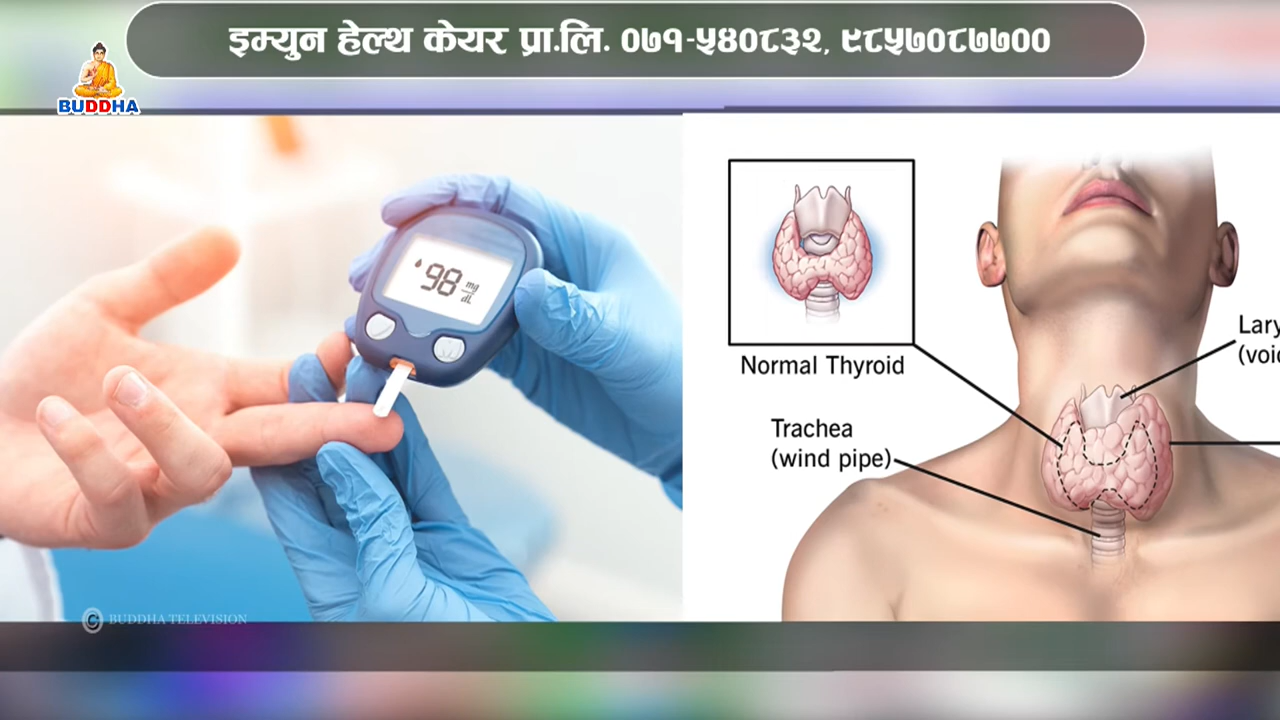 इम्युन हेल्थ केयर प्रा.लि. ०७१-५४०८३२, ९८५७०८७७००
BUDDHA
98 mg/dL
Normal Thyroid
Trachea
(wind pipe)
Lary
(voic
© BUDDHA TELEVISION